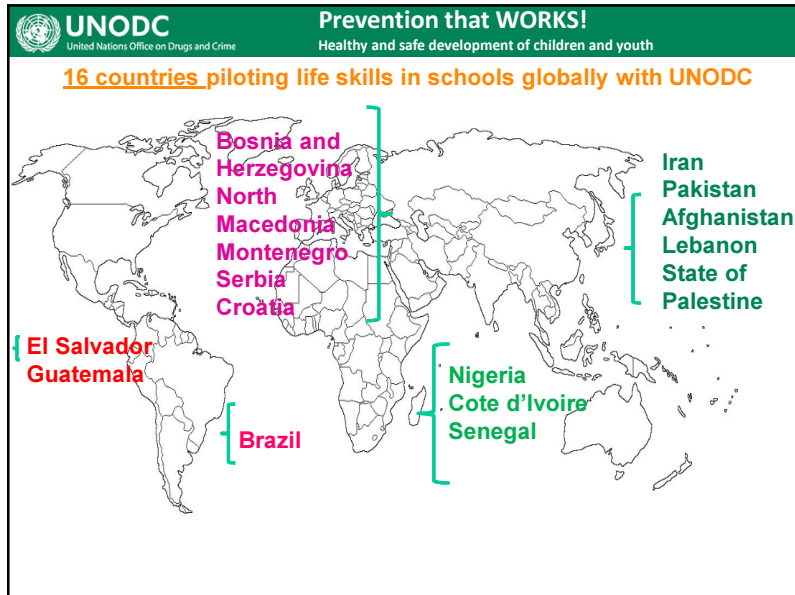 UNODC
United Nations Office on Drugs and Crime
Prevention that WORKS!
Healthy and safe development of children and youth
16 countries piloting life skills in schools globally with UNODC
Bosnia and
Herzegovina
North
Macedonia
Montenegro
Serbia
Croatia
Iran
Pakistan
Afghanistan
Lebanon
State of
Palestine
El Salvador
Guatemala
Brazil
Nigeria
Cote d’Ivoire
Senegal